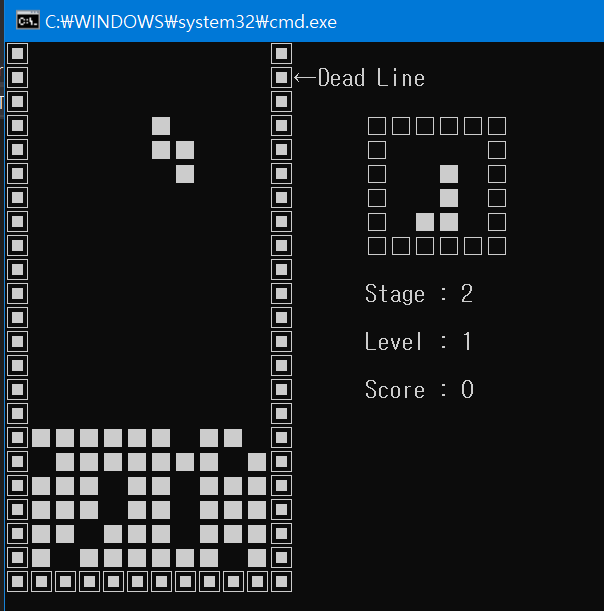 C:₩WINDOWS₩system32₩cmd.exe
←Dead Line
Stage : 2
Level : 1
Score : 0